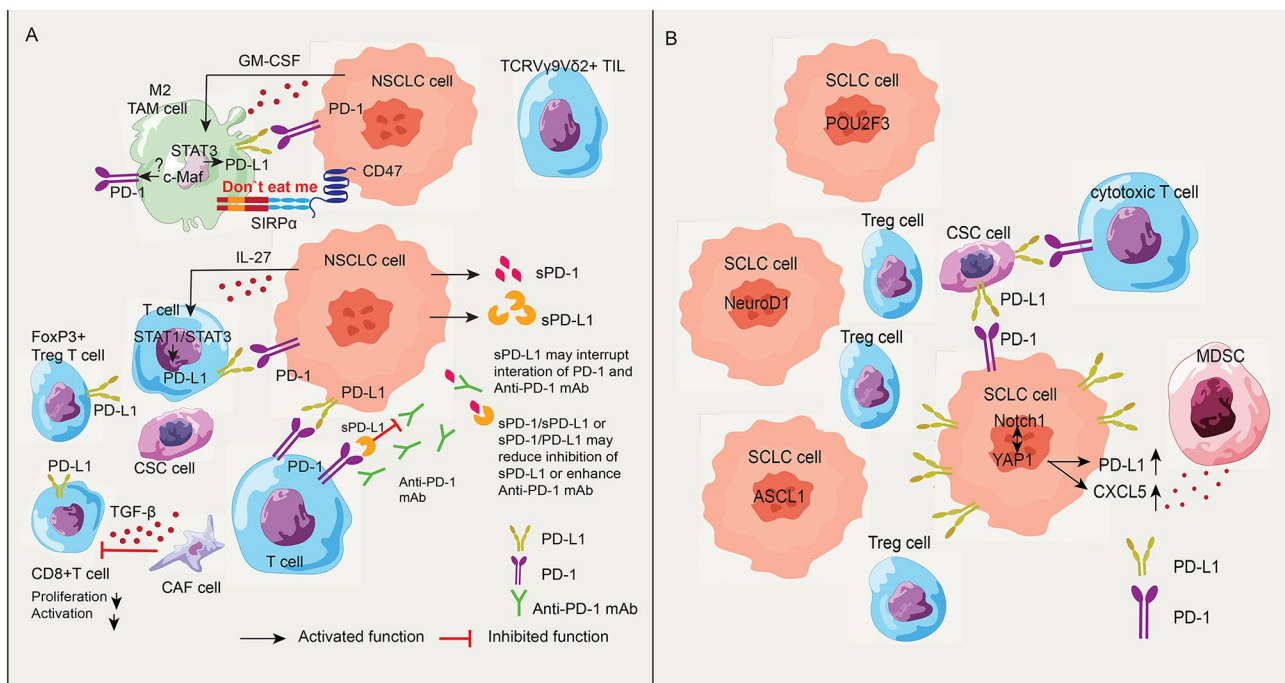 A
GM-CSF
NSCLC cell
TCRVγ9Vδ2+ TIL
M2
TAM cell
PD-1
STAT3
PD-L1
?
c-Maf
PD-1
Don`t eat me
CD47
SIRPα
IL-27
NSCLC cell
sPD-1
sPD-L1
T cell
STAT1/STAT3
PD-L1
FoxP3+
Treg T cell
PD-L1
PD-1
PD-L1
sPD-L1 may interrupt
interation of PD-1 and
Anti-PD-1 mAb
CSC cell
sPD-L1
PD-1
Anti-PD-1
mAb
sPD-1/sPD-L1 or
sPD-1/PD-L1 may
reduce inhibition of
sPD-L1 or enhance
Anti-PD-1 mAb
PD-L1
TGF-β
CD8+T cell
Proliferation
Activation
CAF cell
T cell
PD-L1
PD-1
Anti-PD-1 mAb
Activated function
Inhibited function
B
SCLC cell
POU2F3
cytotoxic T cell
Treg cell
CSC cell
SCLC cell
NeuroD1
PD-L1
Treg cell
PD-1
MDSC
SCLC cell
Notch1
YAP1
PD-L1
CXCL5
SCLC cell
ASCL1
Treg cell
PD-L1
PD-1